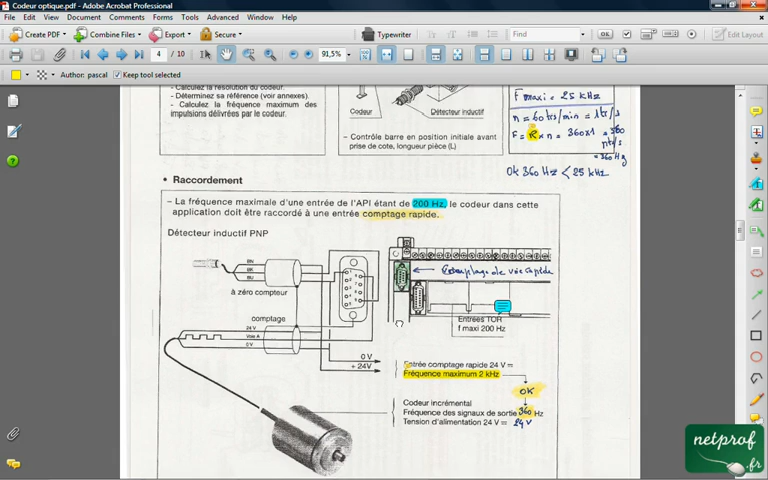 Codeur optique.pdf - Adobe Acrobat Professional
File Edit View Document Comments Forms Tools Advanced Window Help
Create PDF Combine Files Export Secure Typewriter Find Edit Layout
4 / 10 91,5%
Author: pascal Keep tool selected
- Calculez la résolution du codeur.
- Déterminez sa référence (voir annexes).
- Calculez la fréquence maximum des
impulsions délivrées par le codeur.
Codeur Détecteur inductif
– Contrôle barre en position initiale avant
prise de cote, longueur pièce (L)
F maxi = 25 kHz
n = 60 trs/min = 1tr/s
F = R x n = 360x1 = 360
pts/s
= 360 Hz
OK 360 Hz < 25 kHz
• Raccordement
– La fréquence maximale d'une entrée de l'API étant de 200 Hz, le codeur dans cette
application doit être raccordé à une entrée comptage rapide.
Détecteur inductif PNP
BN
BK
BU
à zéro compteur
comptage
24 V
Voie A
0 V
0 V
+ 24V
← Comptage de voie rapide
Entrées TOR
f maxi 200 Hz
Entrée comptage rapide 24 V =
Fréquence maximum 2 kHz
OK
Codeur incrémental
Fréquence des signaux de sortie 360 Hz
Tension d'alimentation 24 V = 24V
netprof
.fr